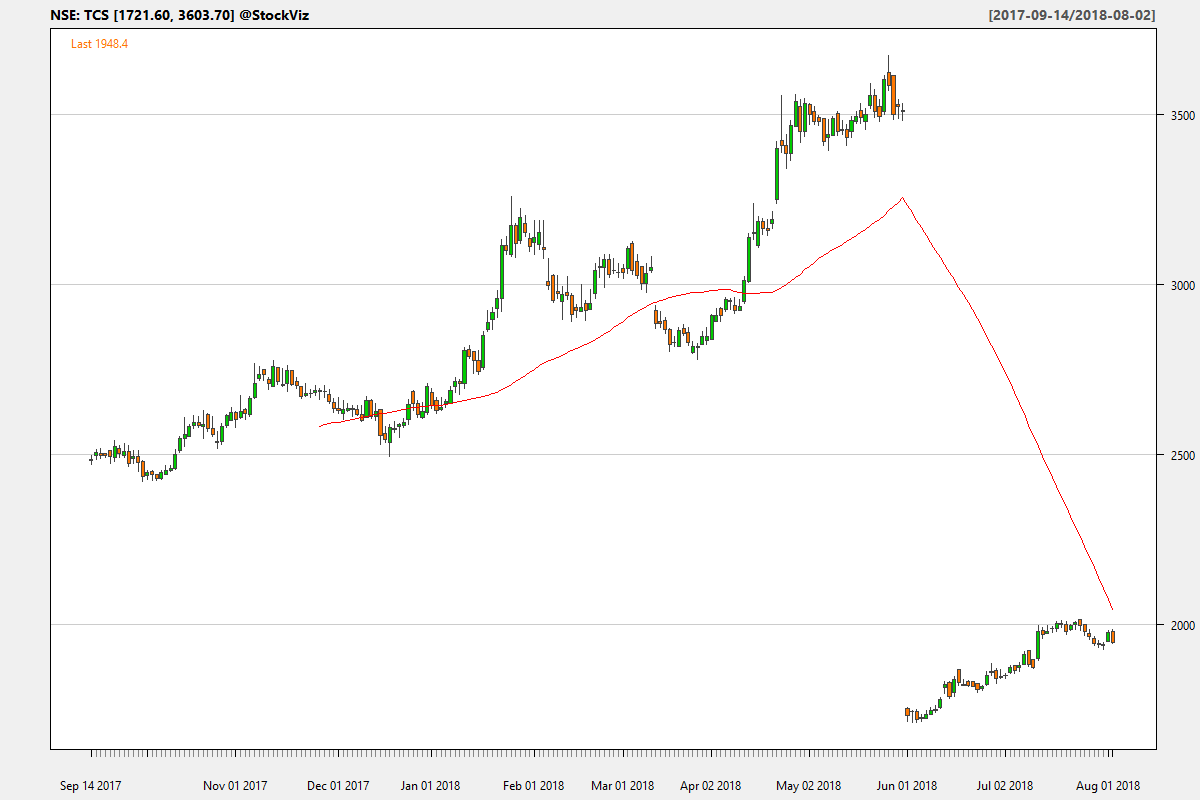 NSE: TCS [1721.60, 3603.70] @StockViz [2017-09-14/2018-08-02]
Last 1948.4
3500
3000
2500
2000
Sep 14 2017 Nov 01 2017 Dec 01 2017 Jan 01 2018 Feb 01 2018 Mar 01 2018 Apr 02 2018 May 02 2018 Jun 01 2018 Jul 02 2018 Aug 01 2018